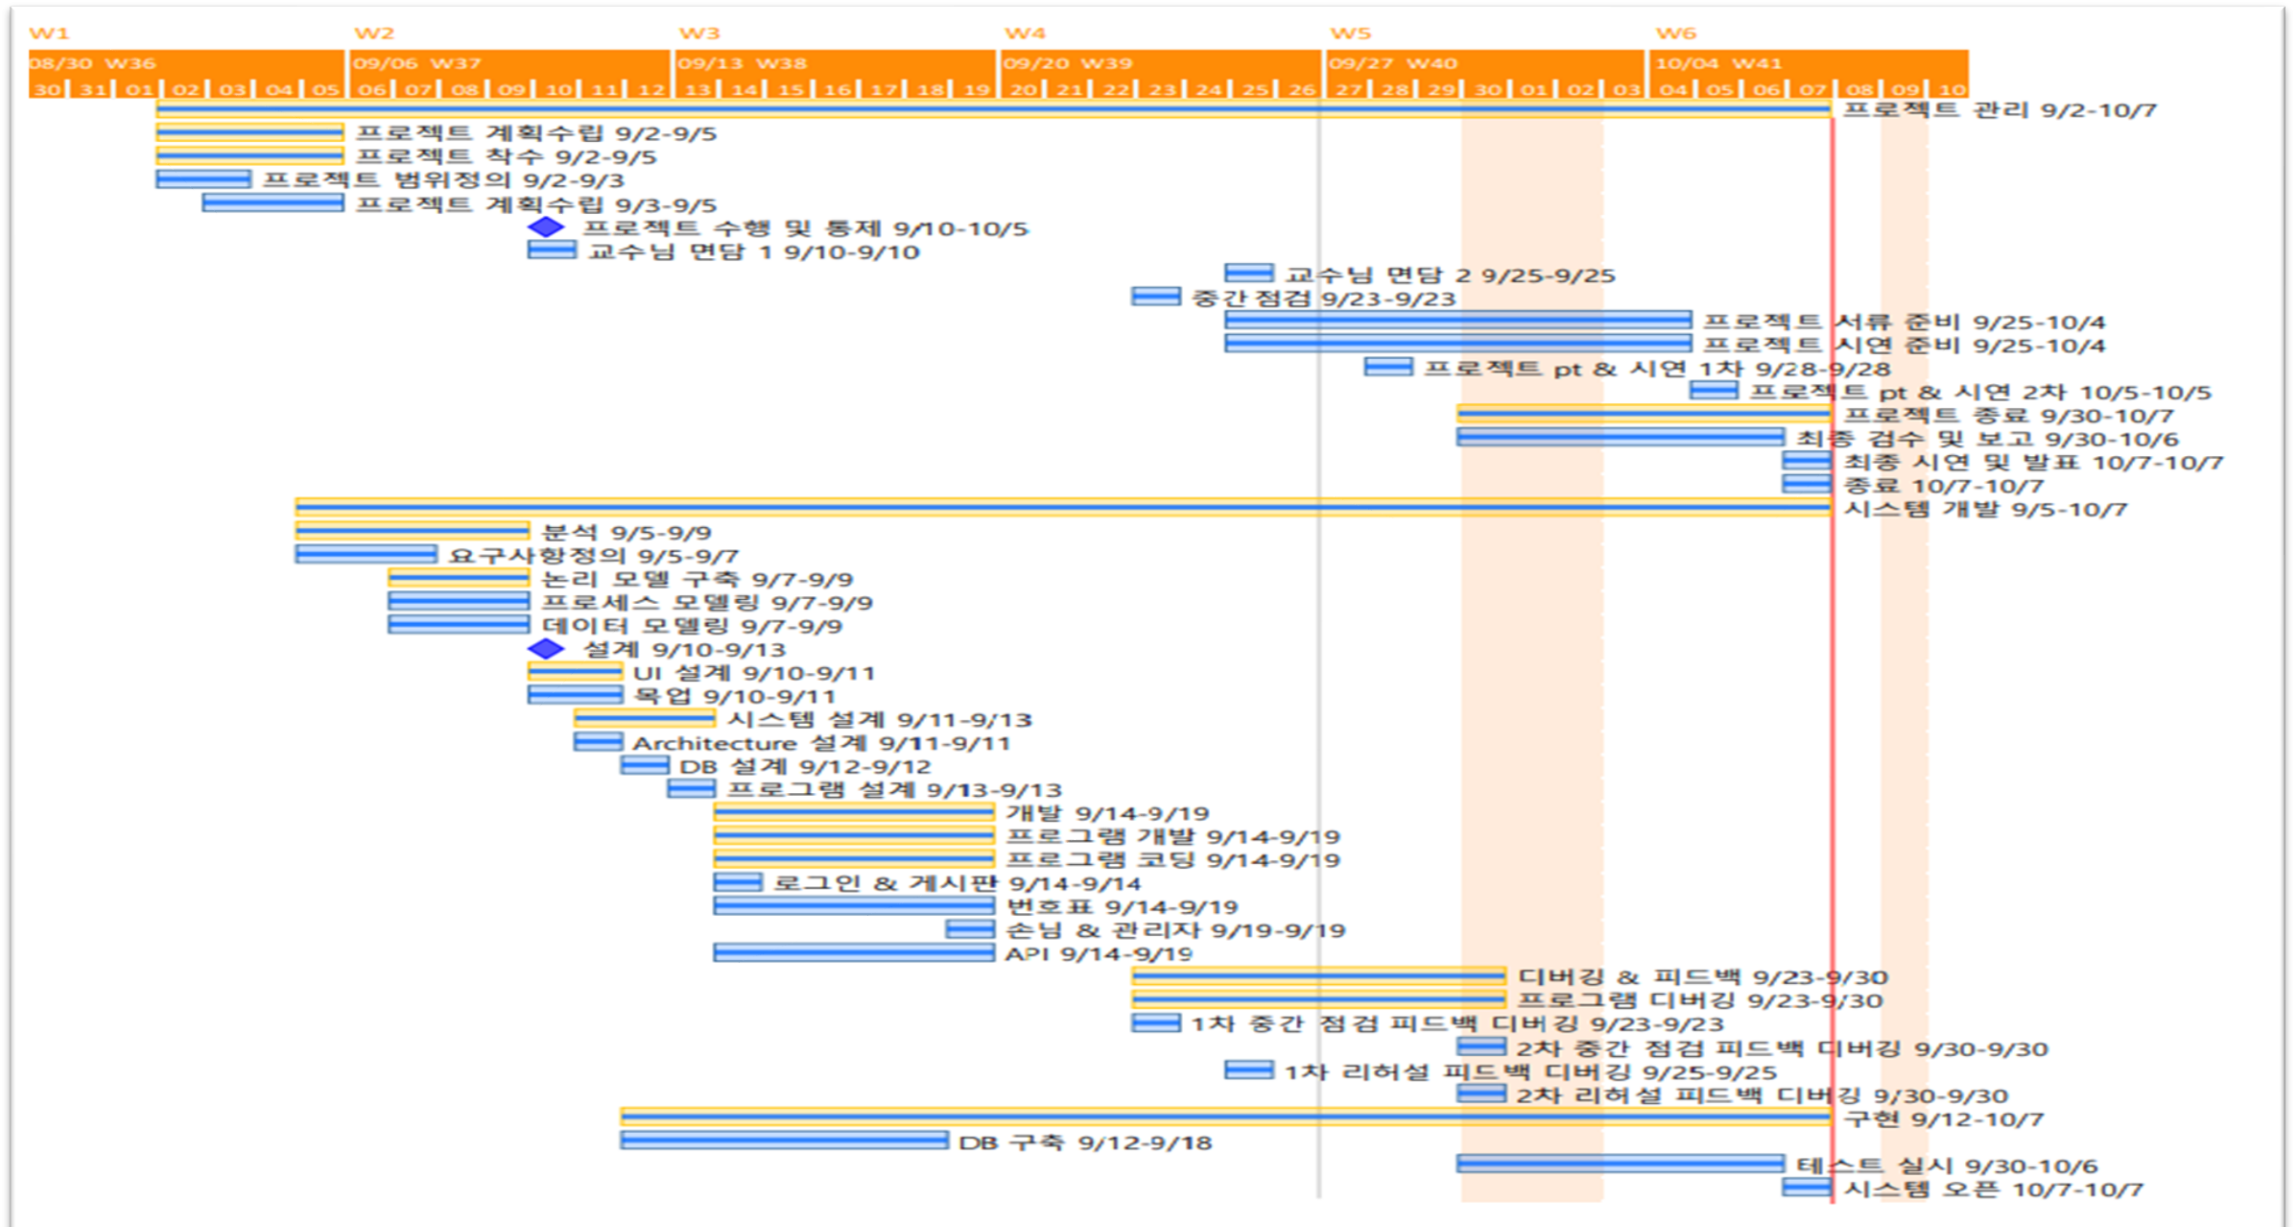 W1 W2 W3 W4 W5 W6
08/30 W36 09/06 W37 09/13 W38 09/20 W39 09/27 W40 10/04 W41
30 31 01 02 03 04 05 06 07 08 09 10 11 12 13 14 15 16 17 18 19 20 21 22 23 24 25 26 27 28 29 30 01 02 03 04 05 06 07 08 09 10
프로젝트 관리 9/2-10/7
프로젝트 계획수립 9/2-9/5
프로젝트 착수 9/2-9/5
프로젝트 범위정의 9/2-9/3
프로젝트 계획수립 9/3-9/5
프로젝트 수행 및 통제 9/10-10/5
교수님 면담 1 9/10-9/10
교수님 면담 2 9/25-9/25
중간 점검 9/23-9/23
프로젝트 서류 준비 9/25-10/4
프로젝트 시연 준비 9/25-10/4
프로젝트 pt & 시연 1차 9/28-9/28
프로젝트 pt & 시연 2차 10/5-10/5
프로젝트 종료 9/30-10/7
최종 검수 및 보고 9/30-10/6
최종 시연 및 발표 10/7-10/7
종료 10/7-10/7
시스템 개발 9/5-10/7
분석 9/5-9/9
요구사항정의 9/5-9/7
논리 모델 구축 9/7-9/9
프로세스 모델링 9/7-9/9
데이터 모델링 9/7-9/9
설계 9/10-9/13
UI 설계 9/10-9/11
목업 9/10-9/11
시스템 설계 9/11-9/13
Architecture 설계 9/11-9/11
DB 설계 9/12-9/12
프로그램 설계 9/13-9/13
개발 9/14-9/19
프로그램 개발 9/14-9/19
프로그램 코딩 9/14-9/19
로그인 & 게시판 9/14-9/14
번호표 9/14-9/19
손님 & 관리자 9/19-9/19
API 9/14-9/19
디버깅 & 피드백 9/23-9/30
프로그램 디버깅 9/23-9/30
1차 중간 점검 피드백 디버깅 9/23-9/23
2차 중간 점검 피드백 디버깅 9/30-9/30
1차 리허설 피드백 디버깅 9/25-9/25
2차 리허설 피드백 디버깅 9/30-9/30
구현 9/12-10/7
DB 구축 9/12-9/18
테스트 실시 9/30-10/6
시스템 오픈 10/7-10/7